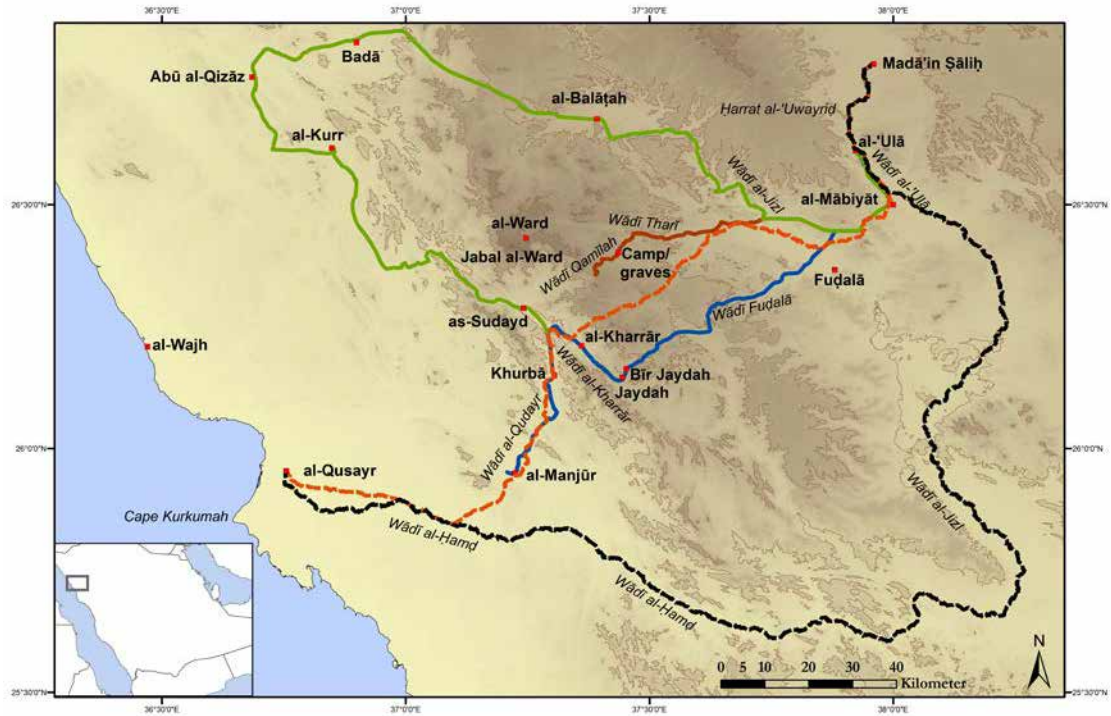 36°30'0"E
37°0'0"E
37°30'0"E
38°0'0"E
Badā
Abū al-Qizāz
Madā'in Ṣāliḥ
al-Balāṭah
Ḥarrat al-'Uwayriḍ
al-Kurr
al-'Ulā
Wādī al-'Ulā
Wādī al-Jizl
al-Mābiyāt
26°30'0"N
26°30'0"N
al-Ward
Wādī Tharī
Jabal al-Ward
Wādī Qamīlah
Camp/
graves
Fuḍalā
Wādī Fuḍalā
as-Sudayd
al-Kharrār
al-Wajh
Khurbā
Wādī al-Kharrār
Bīr Jaydah
Jaydah
Wādī al-Qudayr
26°0'0"N
26°0'0"N
al-Qusayr
al-Manjūr
Wādī al-Jizl
Cape Kurkumah
Wādī al-Ḥamḍ
Wādī al-Ḥamḍ
N
0 5 10 20 30 40
Kilometer
25°30'0"N
25°30'0"N
36°30'0"E
37°0'0"E
37°30'0"E
38°0'0"E